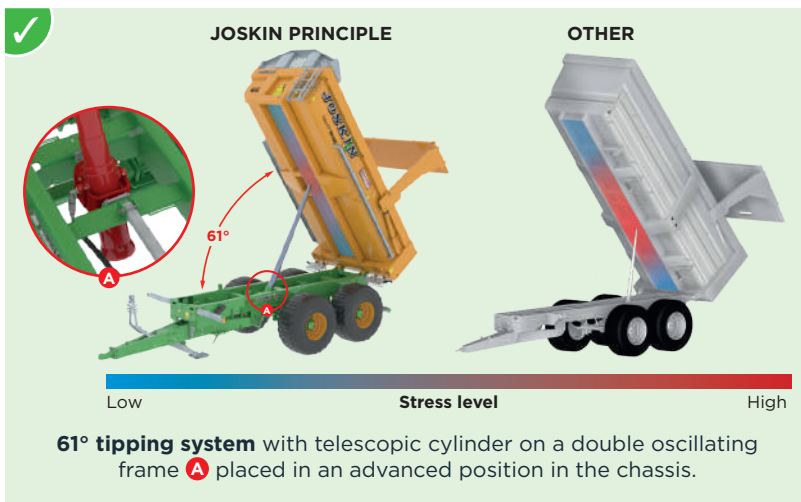 JOSKIN PRINCIPLE
OTHER
JOSKIN
61°
A
A
Low
Stress level
High
61° tipping system with telescopic cylinder on a double oscillating
frame A placed in an advanced position in the chassis.